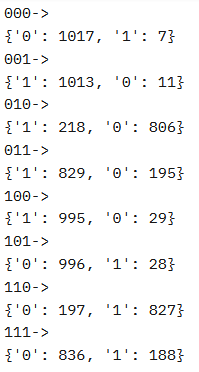 000->
{'0': 1017, '1': 7}
001->
{'1': 1013, '0': 11}
010->
{'1': 218, '0': 806}
011->
{'1': 829, '0': 195}
100->
{'1': 995, '0': 29}
101->
{'0': 996, '1': 28}
110->
{'0': 197, '1': 827}
111->
{'0': 836, '1': 188}